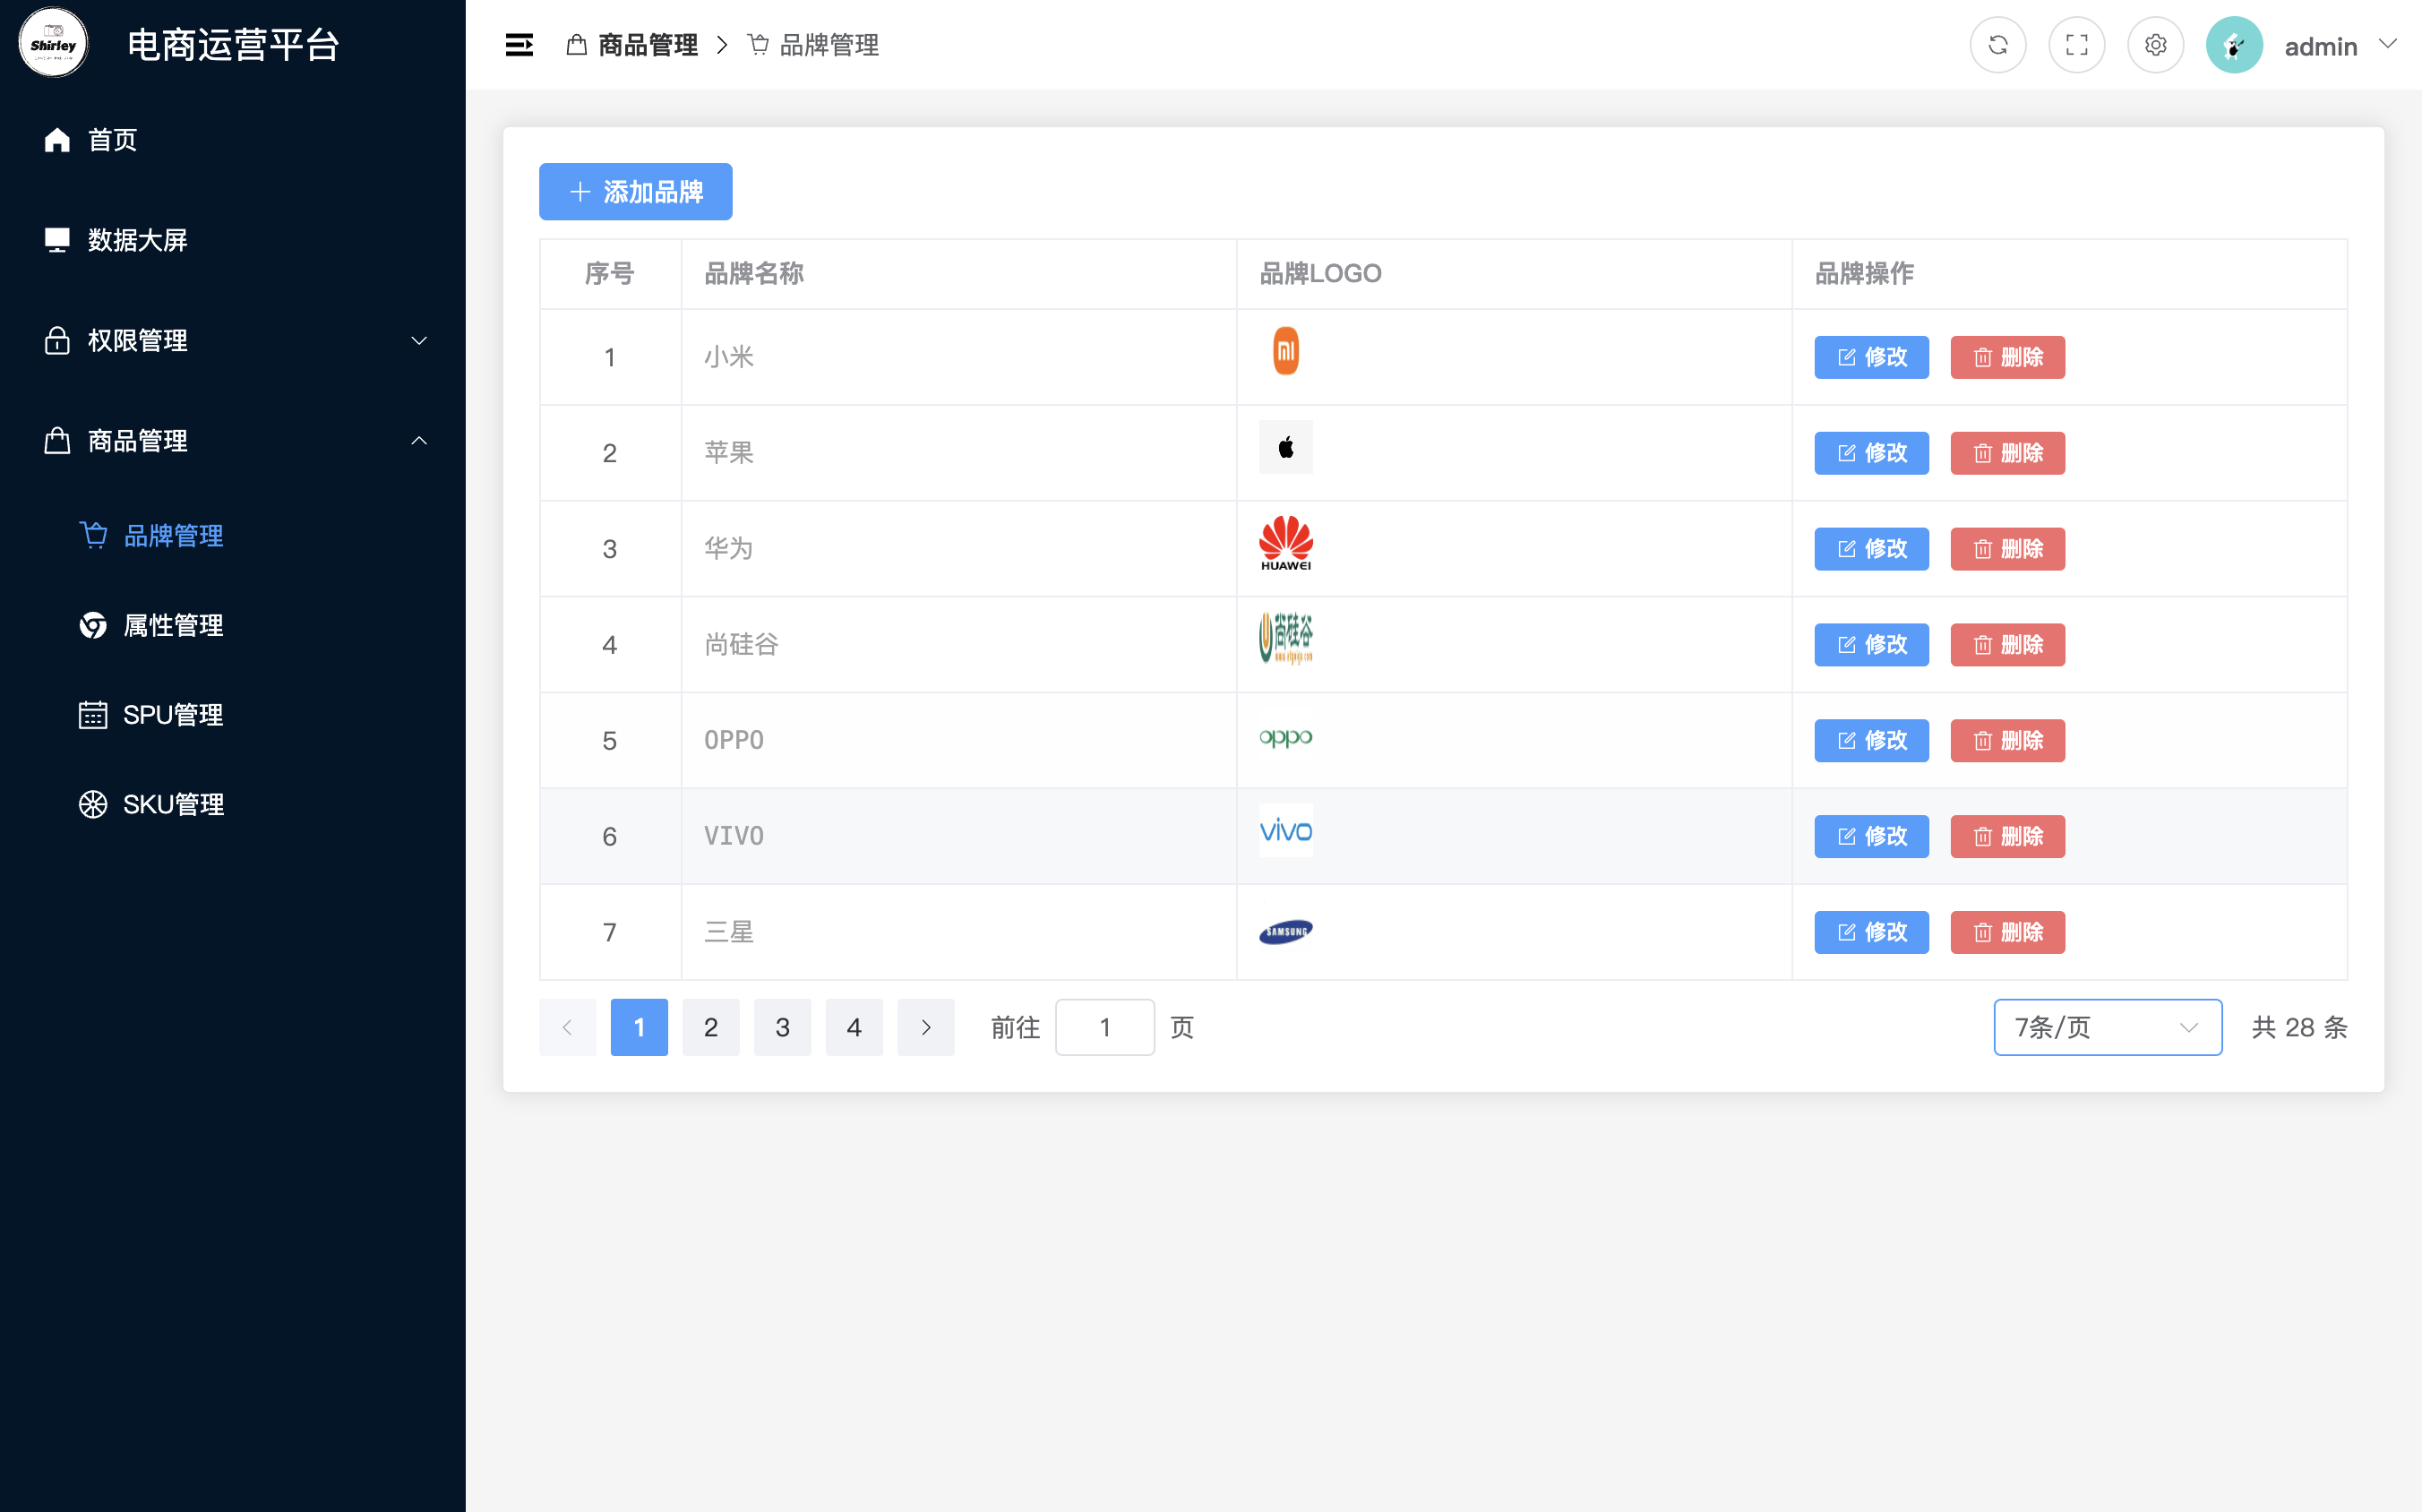 Shirley
电商运营平台
首页
数据大屏
权限管理
商品管理
品牌管理
属性管理
SPU管理
SKU管理
商品管理
品牌管理
admin
添加品牌
序号 品牌名称 品牌LOGO 品牌操作
1 小米 mi 修改 删除
2 苹果 修改 删除
3 华为 HUAWEI 修改 删除
4 尚硅谷 尚硅谷 修改 删除
5 OPPO oppo 修改 删除
6 VIVO vivo 修改 删除
7 三星 SAMSUNG 修改 删除
1 2 3 4 前往 1 页 7条/页 共 28 条